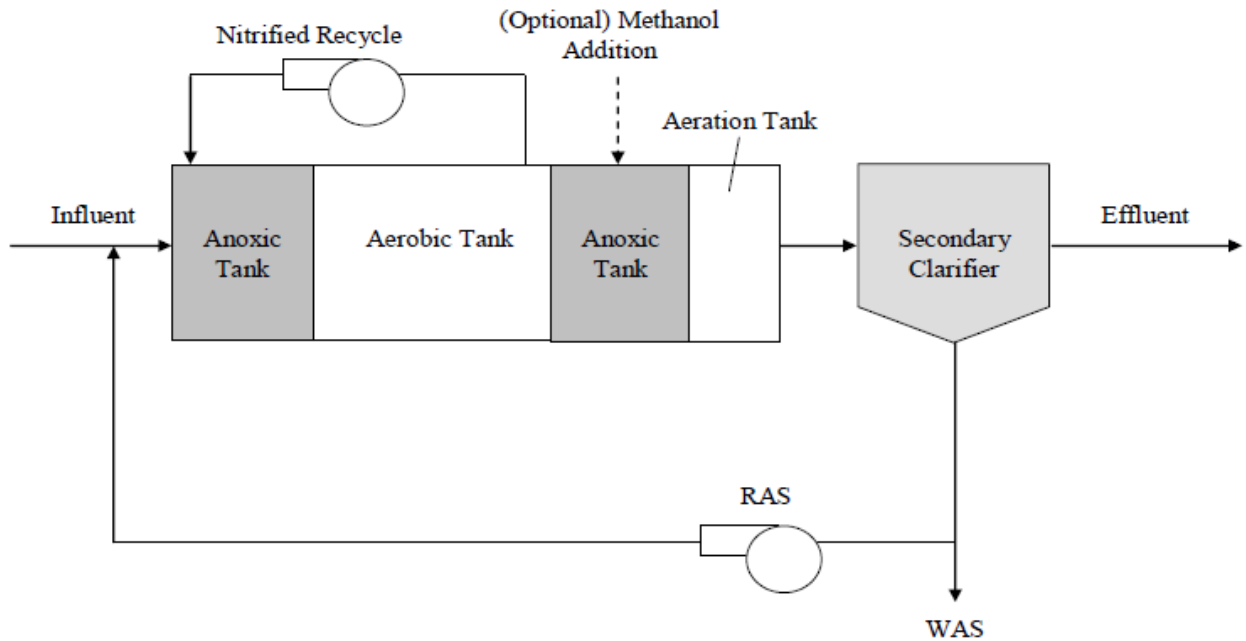 (Optional) Methanol
Addition
Nitrified Recycle
Aeration Tank
Influent
Anoxic
Tank
Aerobic Tank
Anoxic
Tank
Secondary
Clarifier
Effluent
RAS
WAS